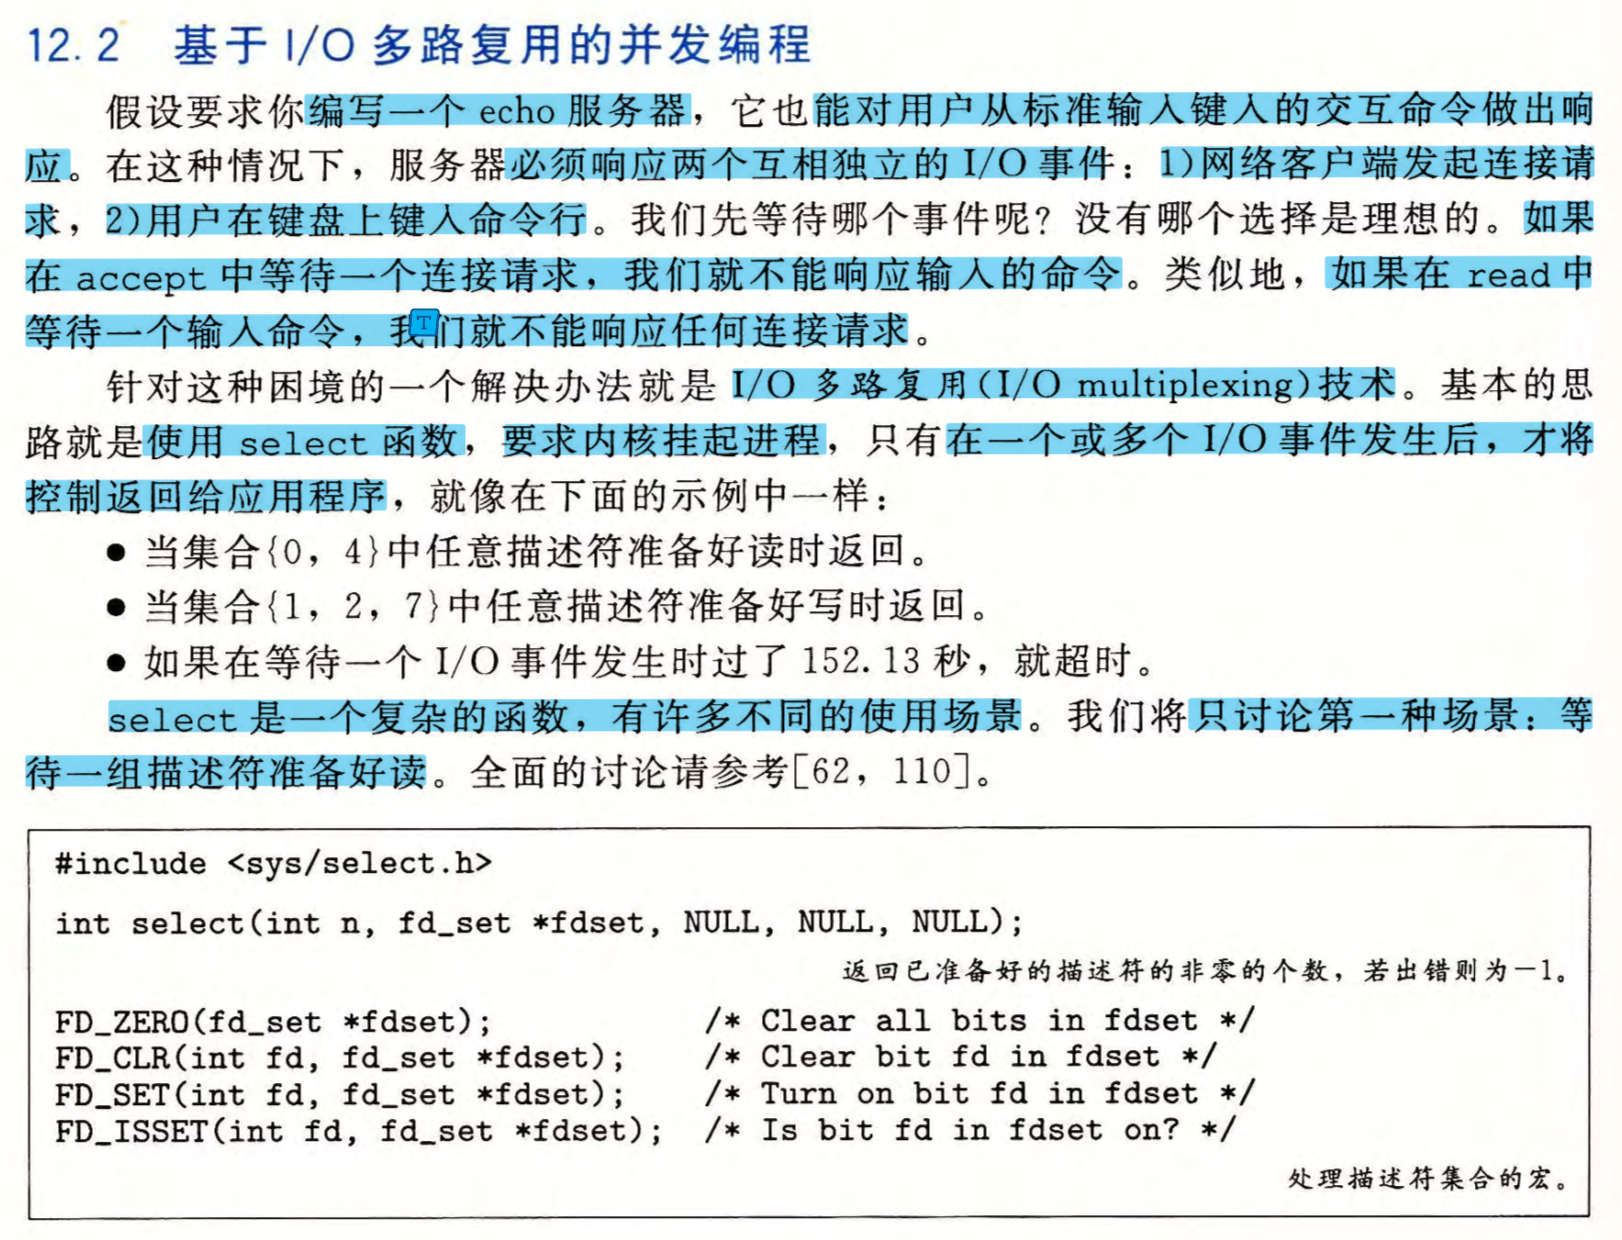 12.2 基于 I/O 多路复用的并发编程
假设要求你编写一个 echo 服务器，它也能对用户从标准输入键入的交互命令做出响
应。在这种情况下，服务器必须响应两个互相独立的 I/O 事件：1)网络客户端发起连接请
求，2)用户在键盘上键入命令行。我们先等待哪个事件呢？没有哪个选择是理想的。如果
在 accept 中等待一个连接请求，我们就不能响应输入的命令。类似地，如果在 read 中
等待一个输入命令，我们就不能响应任何连接请求。
针对这种困境的一个解决办法就是 I/O 多路复用(I/O multiplexing)技术。基本的思
路就是使用 select 函数，要求内核挂起进程，只有在一个或多个 I/O 事件发生后，才将
控制返回给应用程序，就像在下面的示例中一样：
● 当集合{0，4}中任意描述符准备好读时返回。
● 当集合{1，2，7}中任意描述符准备好写时返回。
● 如果在等待一个 I/O 事件发生时过了 152.13 秒，就超时。
select 是一个复杂的函数，有许多不同的使用场景。我们将只讨论第一种场景：等
待一组描述符准备好读。全面的讨论请参考[62，110]。
#include <sys/select.h>
int select(int n, fd_set *fdset, NULL, NULL, NULL);
返回已准备好的描述符的非零的个数，若出错则为－1。
FD_ZERO(fd_set *fdset); /* Clear all bits in fdset */
FD_CLR(int fd, fd_set *fdset); /* Clear bit fd in fdset */
FD_SET(int fd, fd_set *fdset); /* Turn on bit fd in fdset */
FD_ISSET(int fd, fd_set *fdset); /* Is bit fd in fdset on? */
处理描述符集合的宏。